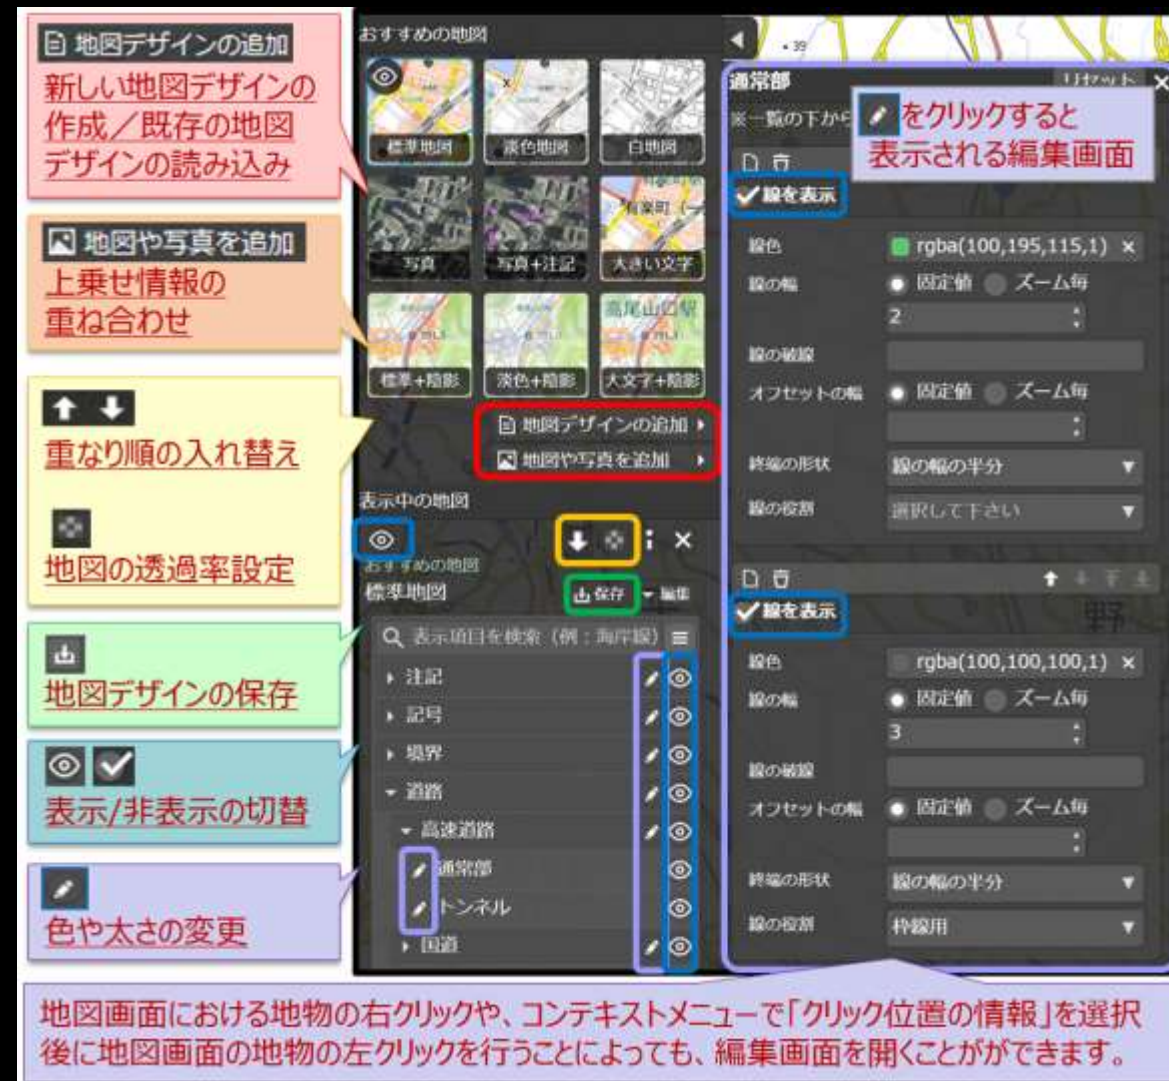 地図デザインの追加
新しい地図デザインの
作成／既存の地図
デザインの読み込み
地図や写真を追加
上乗せ情報の
重ね合わせ
重なり順の入れ替え
地図の透過率設定
地図デザインの保存
表示/非表示の切替
色や太さの変更
おすすめの地図
標準地図
淡色地図
白地図
有楽町 (一
写真
写真+注記
大きい文字
高尾山口駅
標準+陰影
淡色+陰影
大文字+陰影
地図デザインの追加
地図や写真を追加
表示中の地図
おすすめの地図
標準地図
保存
編集
表示項目を検索（例：海岸線）
注記
記号
境界
道路
高速道路
通常部
トンネル
国道
39
通常部
リセット
※一覧の下から
をクリックすると
表示される編集画面
線を表示
線色
rgba(100,195,115,1) ×
線の幅
固定値 ズーム毎
2
線の破線
オフセットの幅
固定値 ズーム毎
終端の形状
線の幅の半分
線の役割
選択して下さい
野
線を表示
線色
rgba(100,100,100,1) ×
線の幅
固定値 ズーム毎
3
線の破線
オフセットの幅
固定値 ズーム毎
終端の形状
線の幅の半分
線の役割
枠線用
地図画面における地物の右クリックや、コンテキストメニューで「クリック位置の情報」を選択
後に地図画面の地物の左クリックを行うことによっても、編集画面を開くことがができます。